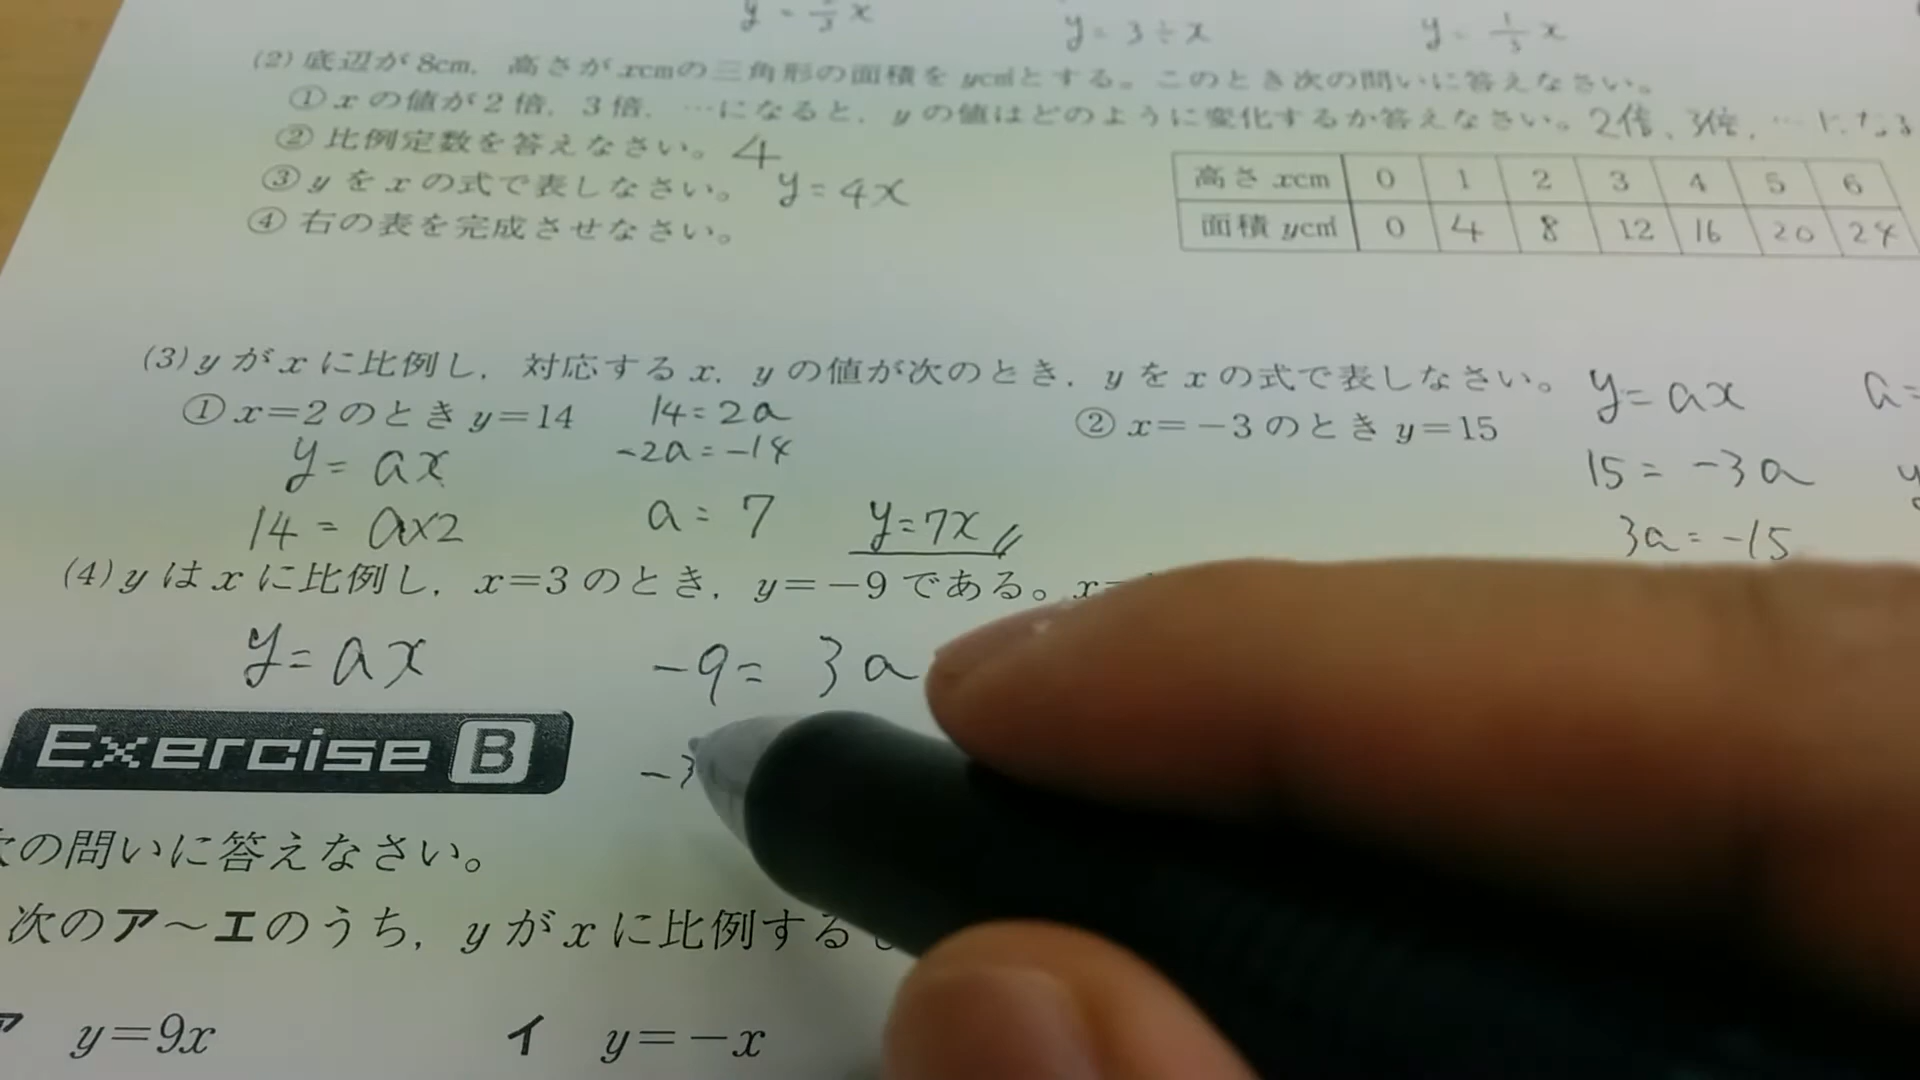 y = x
y = 3 ÷ x
y = 1/3 x
(2) 底辺が8cm，高さがxcmの三角形の面積をycm²とする。このとき次の問いに答えなさい。
① xの値が2倍，3倍，…になると，yの値はどのように変化するか答えなさい。2倍、3倍、…になる
② 比例定数を答えなさい。4
③ yをxの式で表しなさい。 y = 4x
④ 右の表を完成させなさい。
高さ xcm 0 1 2 3 4 5 6
面積 ycm² 0 4 8 12 16 20 24
(3) yがxに比例し，対応するx，yの値が次のとき，yをxの式で表しなさい。
① x=2のときy=14
14 = 2a
y = ax
-2a = -14
14 = a×2
a = 7
y = 7x
② x=-3のときy=15
y = ax
a =
15 = -3a
y
3a = -15
(4) yはxに比例し，x=3のとき，y=-9である。x=
y = ax
-9 = 3a
-3
Exercise B
の問いに答えなさい。
次のア～エのうち，yがxに比例する
ア y=9x
イ y=-x